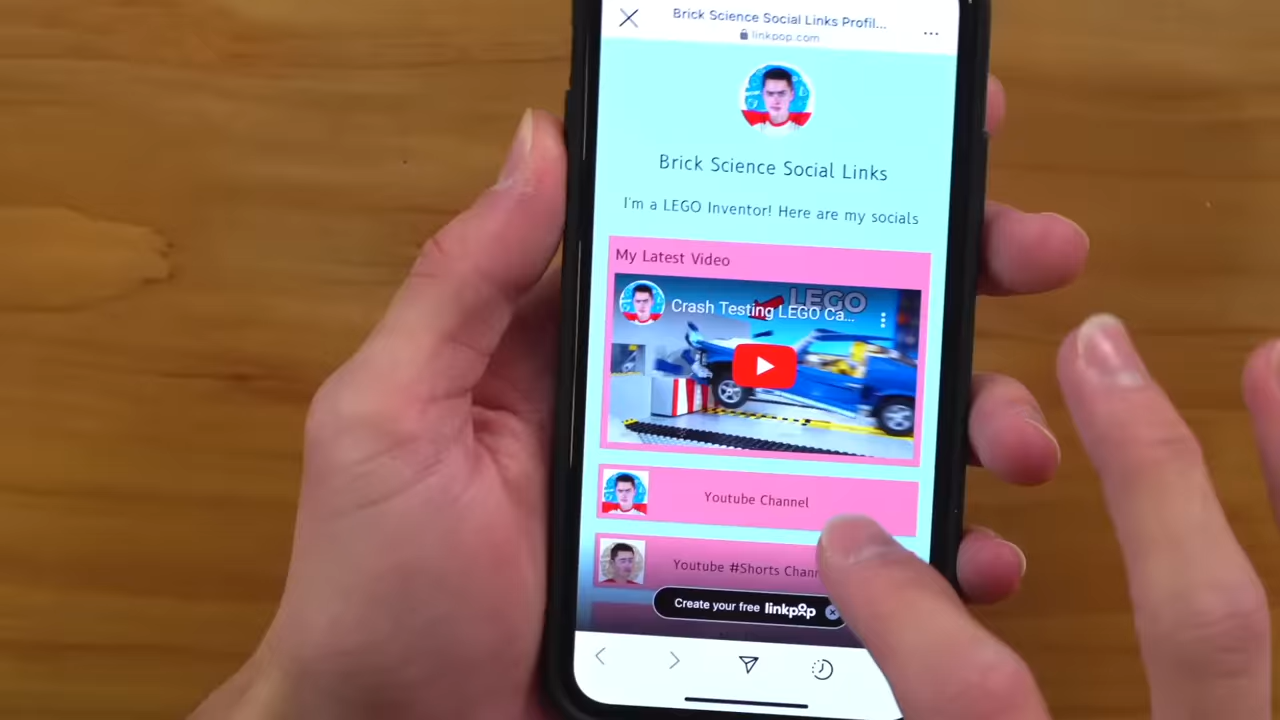 Brick Science Social Links Profil...
linkpop.com
Brick Science Social Links
I'm a LEGO Inventor! Here are my socials
My Latest Video
LEGO
Crash Testing LEGO Ca...
Youtube Channel
Youtube #Shorts Chann
Create your free linkpop